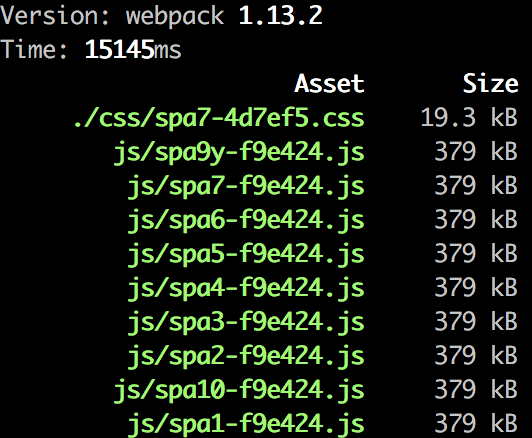 Version: webpack 1.13.2
Time: 15145ms
Asset Size
./css/spa7-4d7ef5.css 19.3 kB
js/spa9y-f9e424.js 379 kB
js/spa7-f9e424.js 379 kB
js/spa6-f9e424.js 379 kB
js/spa5-f9e424.js 379 kB
js/spa4-f9e424.js 379 kB
js/spa3-f9e424.js 379 kB
js/spa2-f9e424.js 379 kB
js/spa10-f9e424.js 379 kB
js/spa1-f9e424.js 379 kB